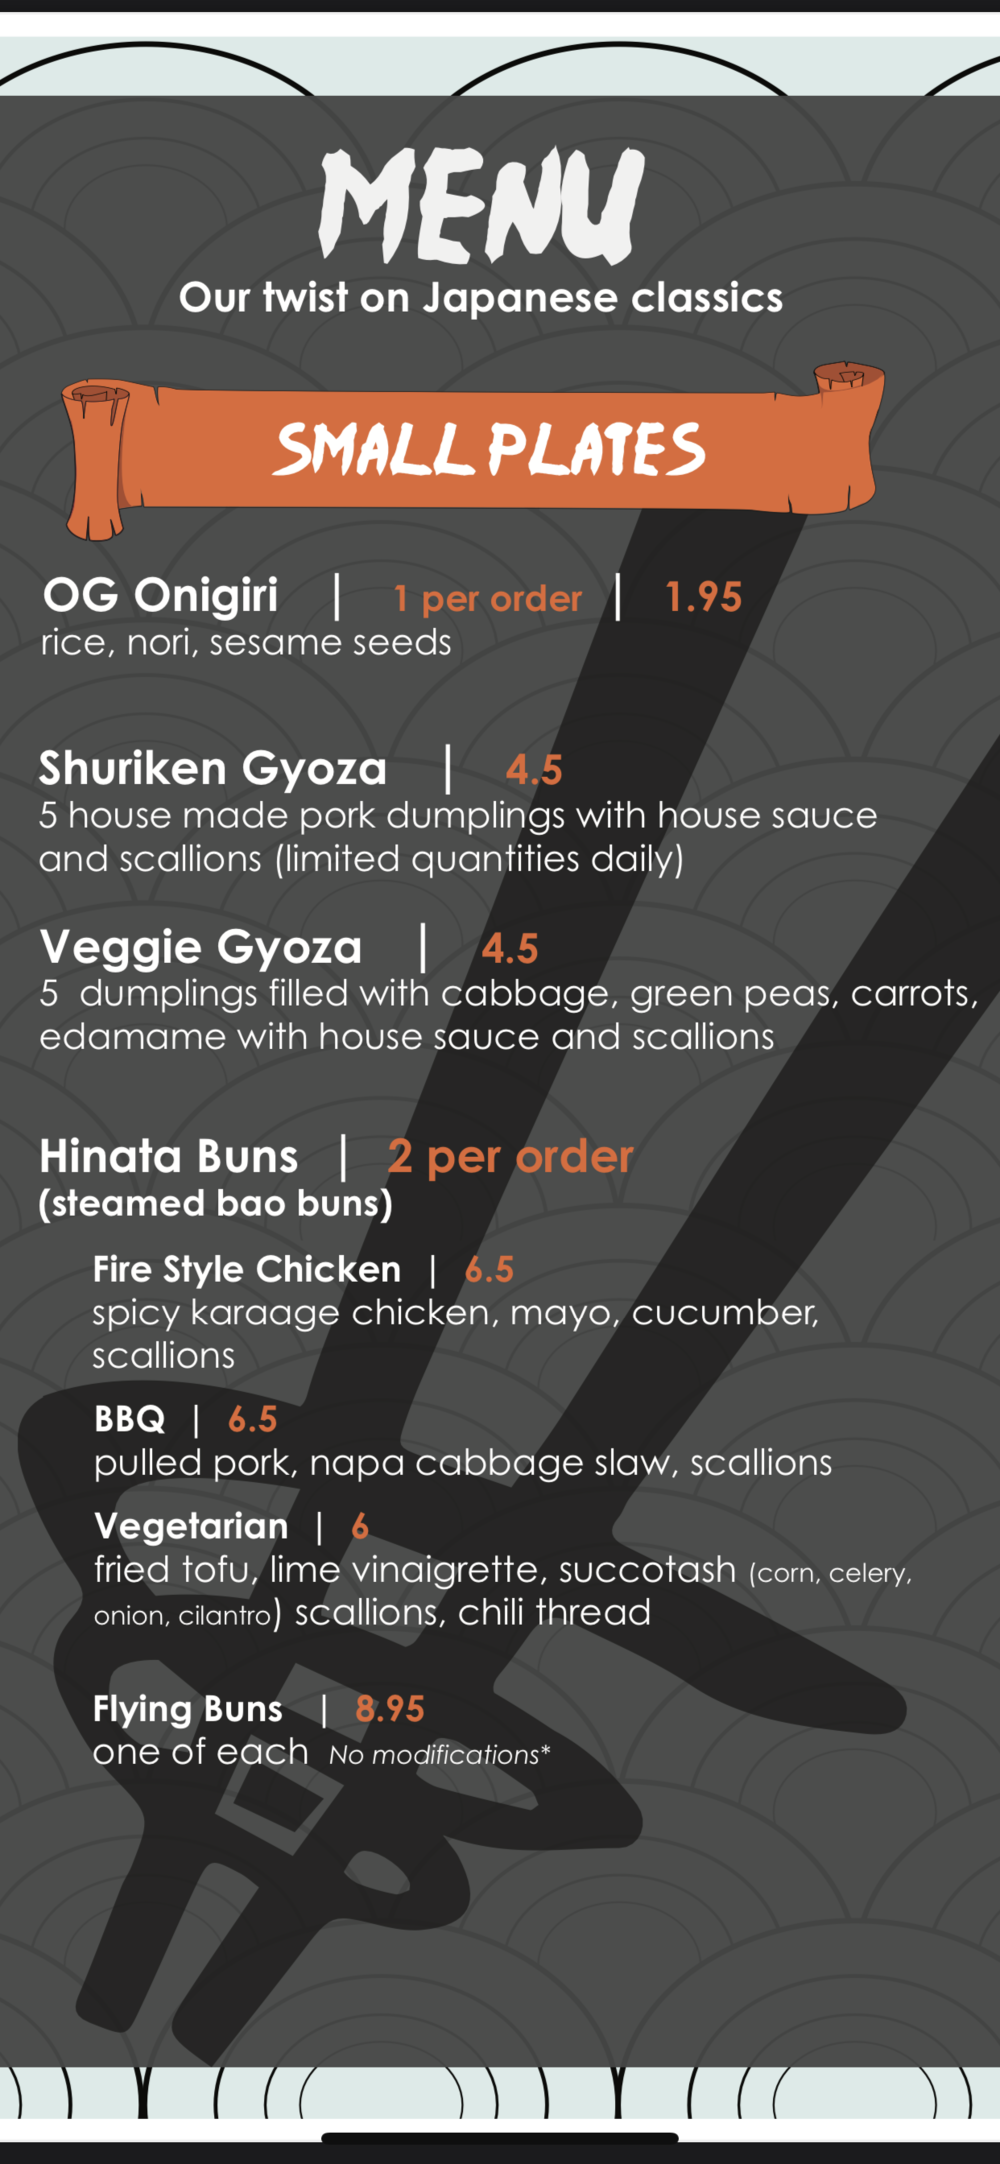 MENU
Our twist on Japanese classics
SMALL PLATES
OG Onigiri | 1 per order | 1.95
rice, nori, sesame seeds
Shuriken Gyoza | 4.5
5 house made pork dumplings with house sauce
and scallions (limited quantities daily)
Veggie Gyoza | 4.5
5 dumplings filled with cabbage, green peas, carrots,
edamame with house sauce and scallions
Hinata Buns | 2 per order
(steamed bao buns)
Fire Style Chicken | 6.5
spicy karaage chicken, mayo, cucumber,
scallions
BBQ | 6.5
pulled pork, napa cabbage slaw, scallions
Vegetarian | 6
fried tofu, lime vinaigrette, succotash (corn, celery,
onion, cilantro) scallions, chili thread
Flying Buns | 8.95
one of each No modifications*